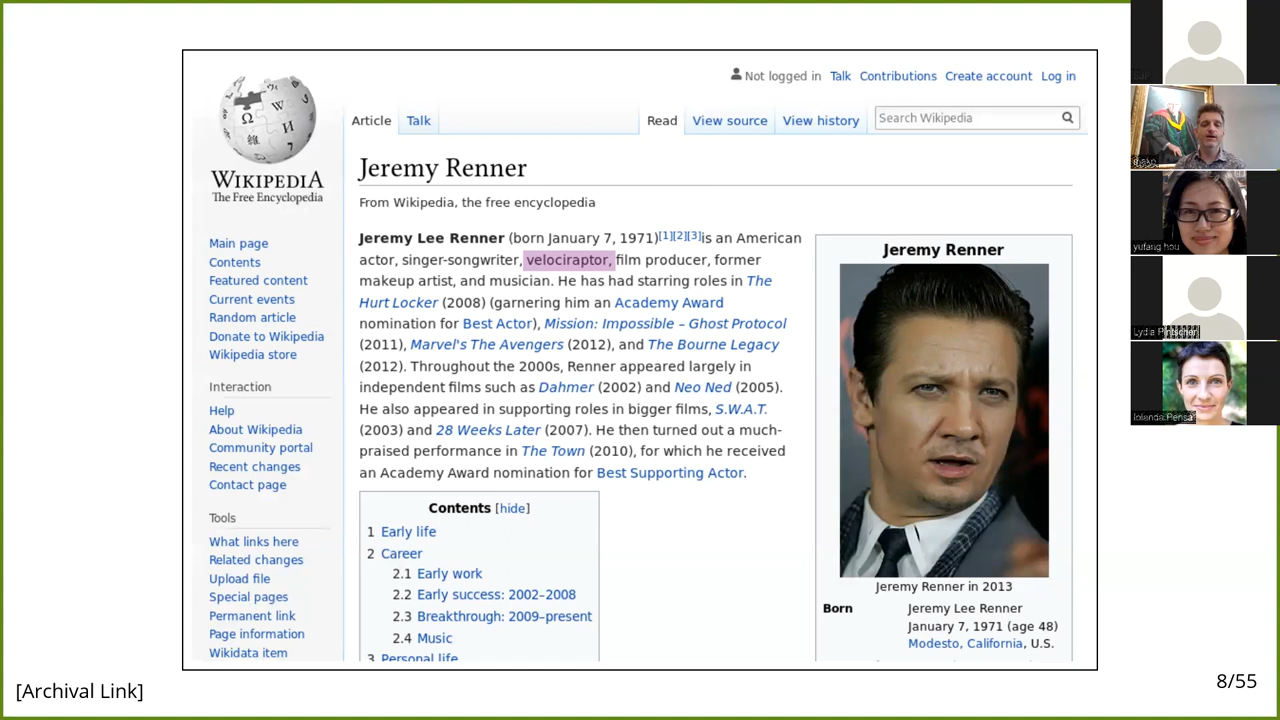 Not logged in Talk Contributions Create account Log in
Article Talk Read View source View history Search Wikipedia
WIKIPEDIA
The Free Encyclopedia
Jeremy Renner
From Wikipedia, the free encyclopedia
Jeremy Lee Renner (born January 7, 1971)[1][2][3]is an American
actor, singer-songwriter, velociraptor, film producer, former
makeup artist, and musician. He has had starring roles in The
Hurt Locker (2008) (garnering him an Academy Award
nomination for Best Actor), Mission: Impossible – Ghost Protocol
(2011), Marvel's The Avengers (2012), and The Bourne Legacy
(2012). Throughout the 2000s, Renner appeared largely in
independent films such as Dahmer (2002) and Neo Ned (2005).
He also appeared in supporting roles in bigger films, S.W.A.T.
(2003) and 28 Weeks Later (2007). He then turned out a much-
praised performance in The Town (2010), for which he received
an Academy Award nomination for Best Supporting Actor.
Contents [hide]
1 Early life
2 Career
2.1 Early work
2.2 Early success: 2002–2008
2.3 Breakthrough: 2009–present
2.4 Music
3 Personal life
Main page
Contents
Featured content
Current events
Random article
Donate to Wikipedia
Wikipedia store
Interaction
Help
About Wikipedia
Community portal
Recent changes
Contact page
Tools
What links here
Related changes
Upload file
Special pages
Permanent link
Page information
Wikidata item
Jeremy Renner
Jeremy Renner in 2013
Born Jeremy Lee Renner
January 7, 1971 (age 48)
Modesto, California, U.S.
[Archival Link]
8/55
mako
yufang hou
Lydia Pintscher
Iolanda Pensa